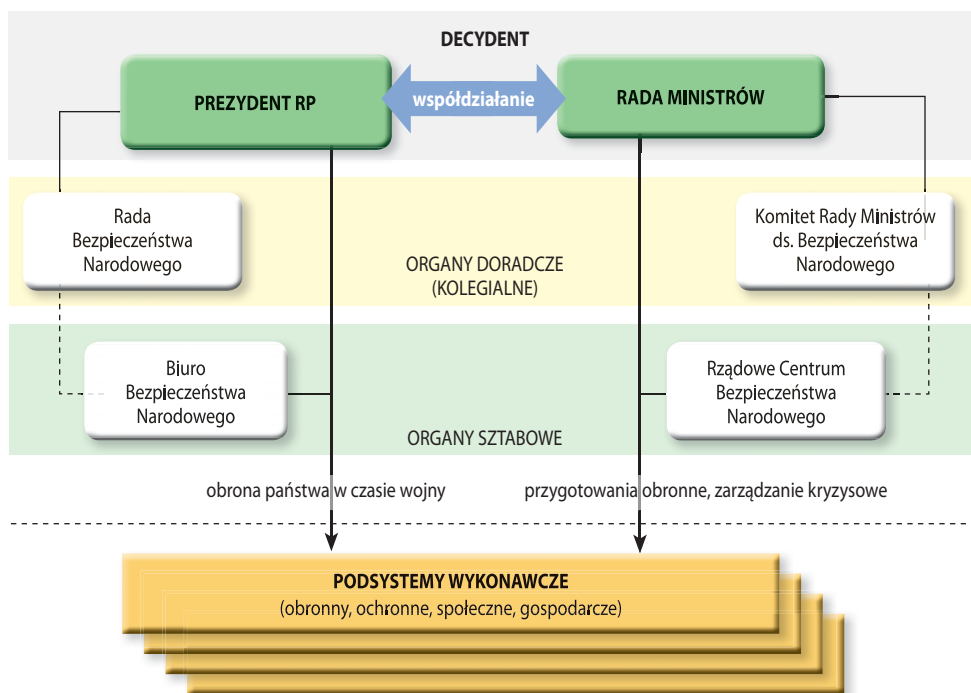 DECYDENT
PREZYDENT RP
współdziałanie
RADA MINISTRÓW
Rada
Bezpieczeństwa
Narodowego
Komitet Rady Ministrów
ds. Bezpieczeństwa
Narodowego
ORGANY DORADCZE
(KOLEGIALNE)
Biuro
Bezpieczeństwa
Narodowego
Rządowe Centrum
Bezpieczeństwa
Narodowego
ORGANY SZTABOWE
obrona państwa w czasie wojny
przygotowania obronne, zarządzanie kryzysowe
PODSYSTEMY WYKONAWCZE
(obronny, ochronne, społeczne, gospodarcze)